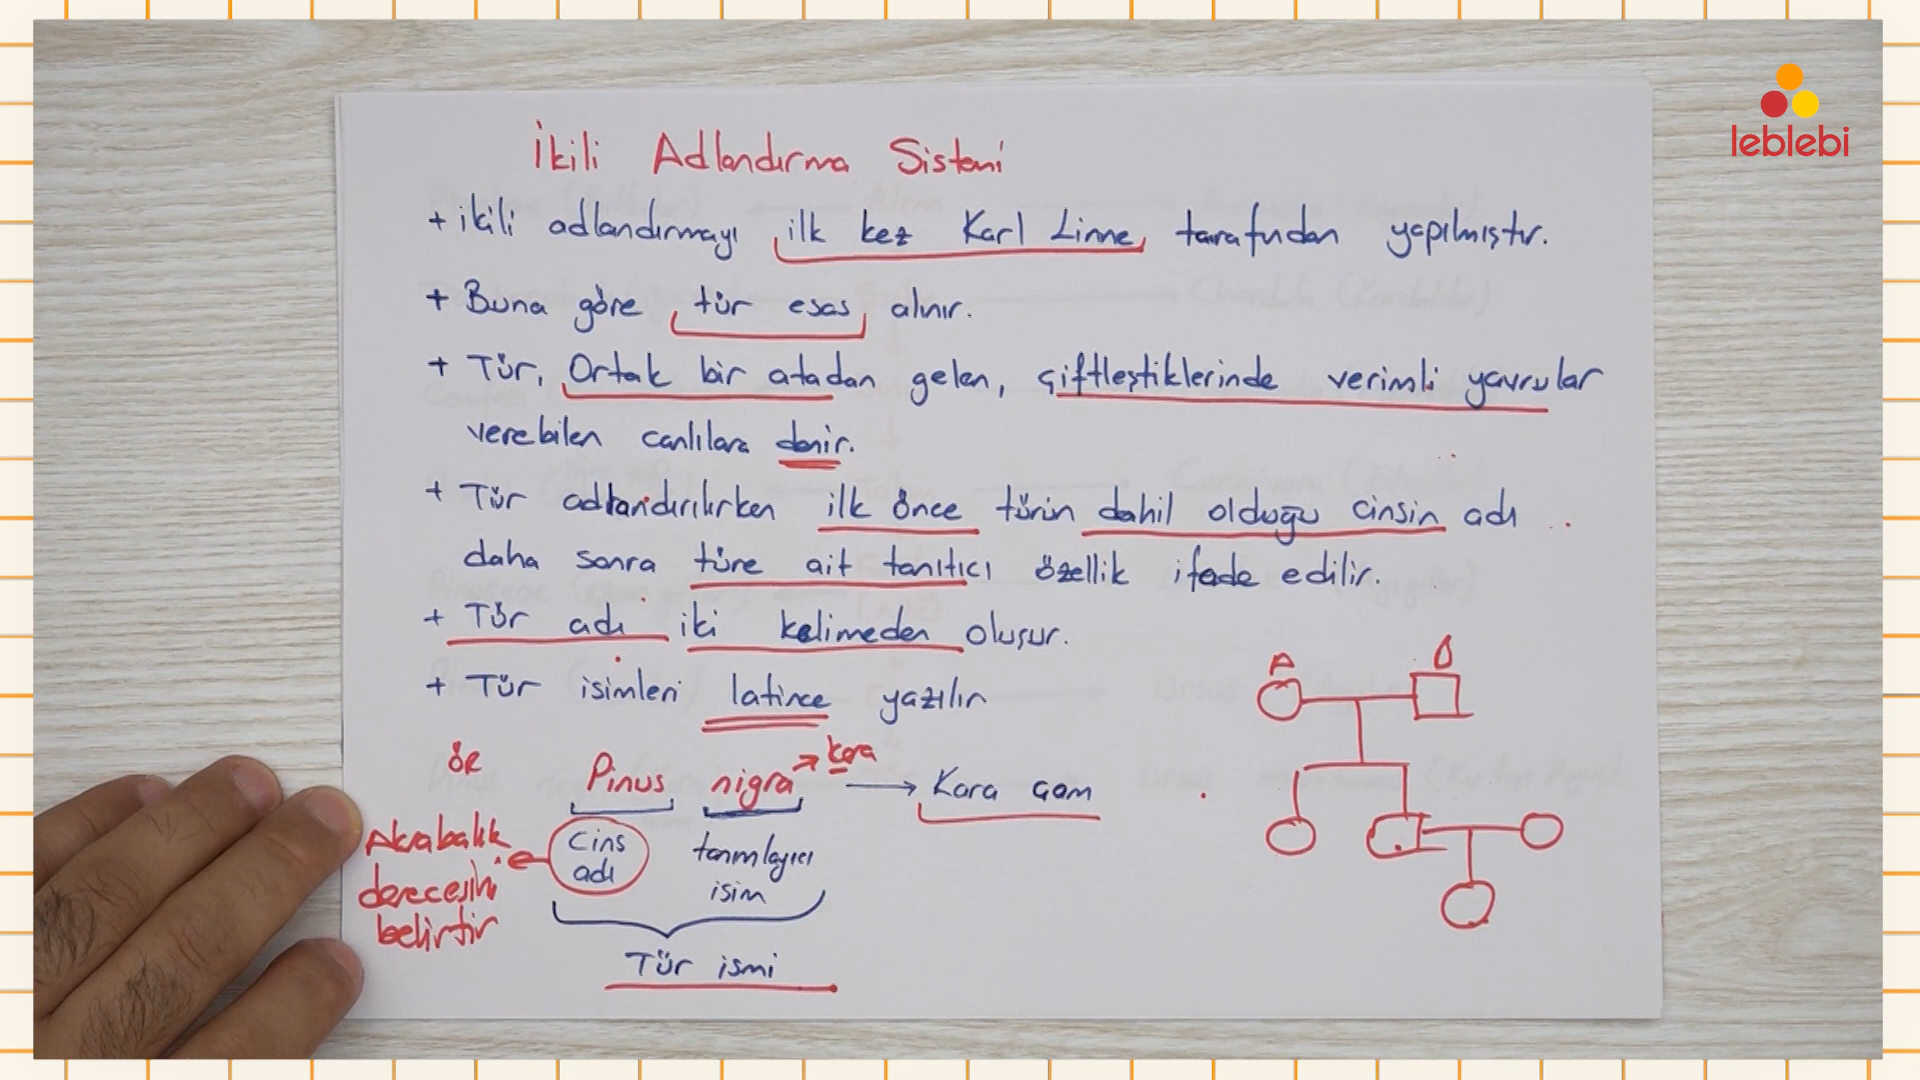 leblebi
İkili Adlandırma Sistemi
+ ikili adlandırmayı ilk kez Karl Linne tarafından yapılmıştır.
+ Buna göre tür esas alınır.
+ Tür, Ortak bir atadan gelen, çiftleştiklerinde verimli yavrular
verebilen canlılara denir.
+ Tür adlandırılırken ilk önce türün dahil olduğu cinsin adı
daha sonra türe ait tanıtıcı özellik ifade edilir.
+ Tür adı iki kelimeden oluşur.
+ Tür isimleri latince yazılır
ÖR Pinus nigra → kara → Kara Çam
Cins
adı
tanımlayıcı
isim
Akrabalık
derecesini
belirtir
Tür ismi
A